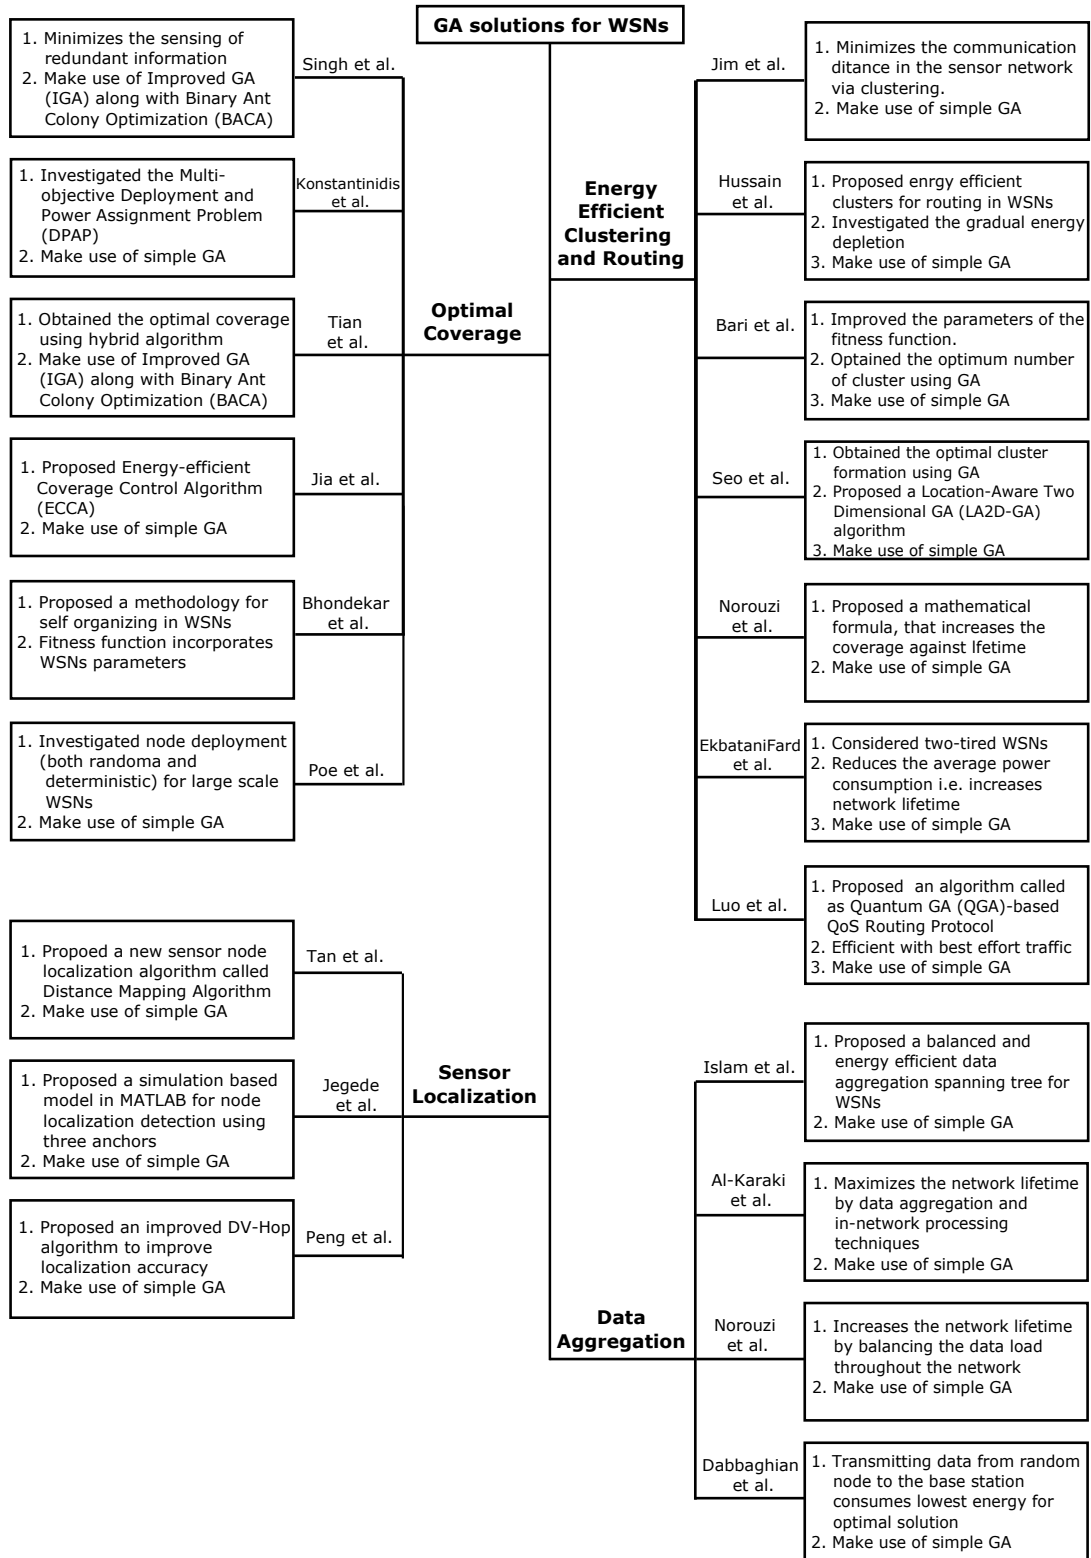 GA solutions for WSNs
1. Minimizes the sensing of
redundant information
2. Make use of Improved GA
(IGA) along with Binary Ant
Colony Optimization (BACA)
Singh et al.
1. Investigated the Multi-
objective Deployment and
Power Assignment Problem
(DPAP)
2. Make use of simple GA
Konstantinidis
et al.
1. Obtained the optimal coverage
using hybrid algorithm
2. Make use of Improved GA
(IGA) along with Binary Ant
Colony Optimization (BACA)
Tian
et al.
Optimal
Coverage
1. Proposed Energy-efficient
Coverage Control Algorithm
(ECCA)
2. Make use of simple GA
Jia et al.
1. Proposed a methodology for
self organizing in WSNs
2. Fitness function incorporates
WSNs parameters
Bhondekar
et al.
1. Investigated node deployment
(both randoma and
deterministic) for large scale
WSNs
2. Make use of simple GA
Poe et al.
Energy
Efficient
Clustering
and Routing
Jim et al.
1. Minimizes the communication
ditance in the sensor network
via clustering.
2. Make use of simple GA
Hussain
et al.
1. Proposed enrgy efficient
clusters for routing in WSNs
2. Investigated the gradual energy
depletion
3. Make use of simple GA
Bari et al.
1. Improved the parameters of the
fitness function.
2. Optained the optimum number
of cluster using GA
3. Make use of simple GA
Seo et al.
1. Obtained the optimal cluster
formation using GA
2. Proposed a Location-Aware Two
Dimensional GA (LA2D-GA)
algorithm
3. Make use of simple GA
Norouzi
et al.
1. Proposed a mathematical
formula, that increases the
coverage against lfetime
2. Make use of simple GA
EkbataniFard
et al.
1. Considered two-tired WSNs
2. Reduces the average power
consumption i.e. increases
network lifetime
3. Make use of simple GA
Luo et al.
1. Proposed an algorithm called
as Quantum GA (QGA)-based
QoS Routing Protocol
2. Efficient with best effort traffic
3. Make use of simple GA
1. Propoed a new sensor node
localization algorithm called
Distance Mapping Algorithm
2. Make use of simple GA
Tan et al.
1. Proposed a simulation based
model in MATLAB for node
localization detection using
three anchors
2. Make use of simple GA
Jegede
et al.
Sensor
Localization
1. Proposed an improved DV-Hop
algorithm to improve
localization accuracy
2. Make use of simple GA
Peng et al.
Data
Aggregation
Islam et al.
1. Proposed a balanced and
energy efficient data
aggregation spanning tree for
WSNs
2. Make use of simple GA
Al-Karaki
et al.
1. Maximizes the network lifetime
by data aggregation and
in-network processing
techniques
2. Make use of simple GA
Norouzi
et al.
1. Increases the network lifetime
by balancing the data load
throughout the network
2. Make use of simple GA
Dabbaghian
et al.
1. Transmitting data from random
node to the base station
consumes lowest energy for
optimal solution
2. Make use of simple GA